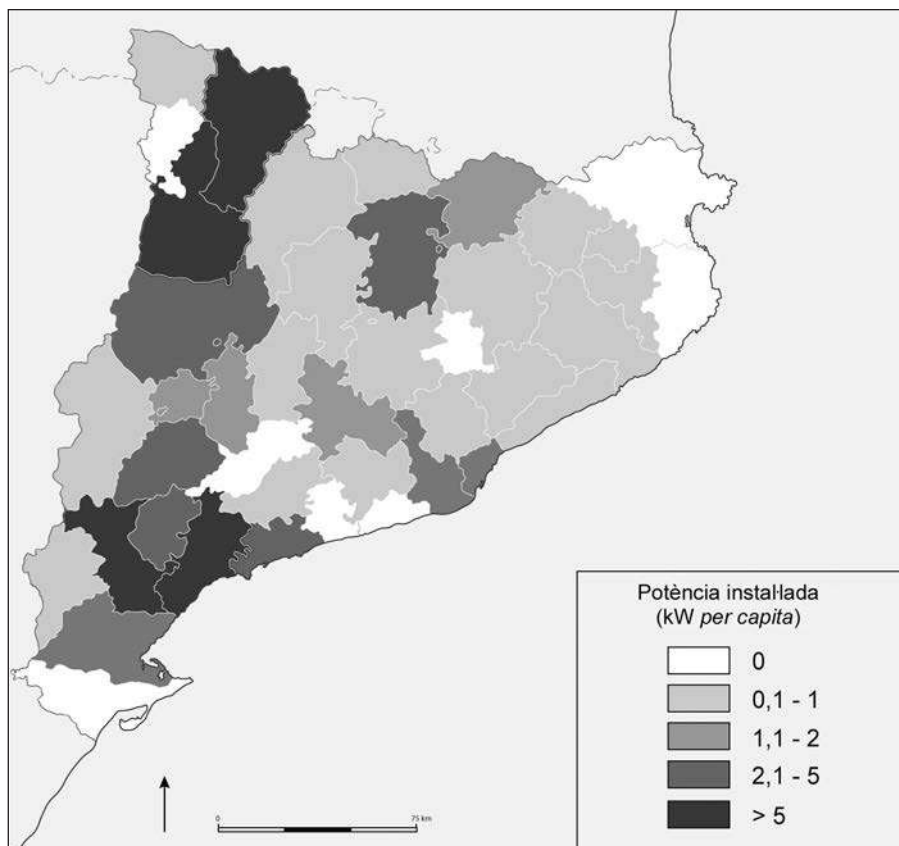 Potència instal·lada
(kW per capita)
0
0,1 - 1
1,1 - 2
2,1 - 5
> 5
0
75 km